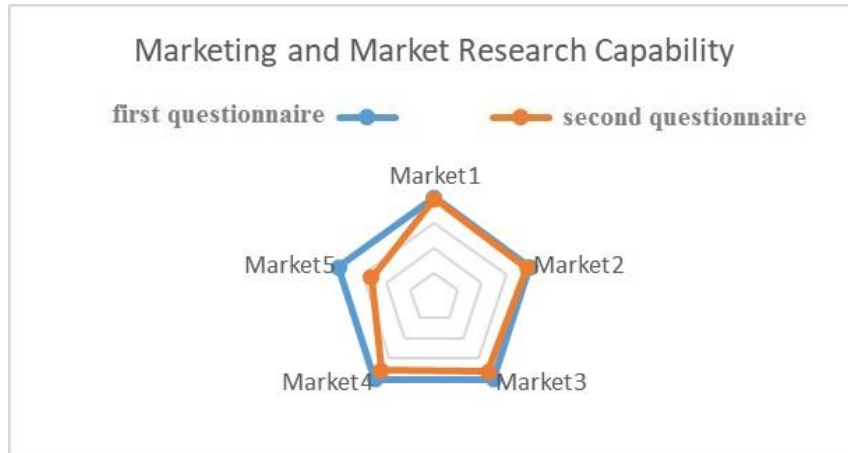 Marketing and Market Research Capability
first questionnaire
second questionnaire
Market1
Market2
Market3
Market4
Market5